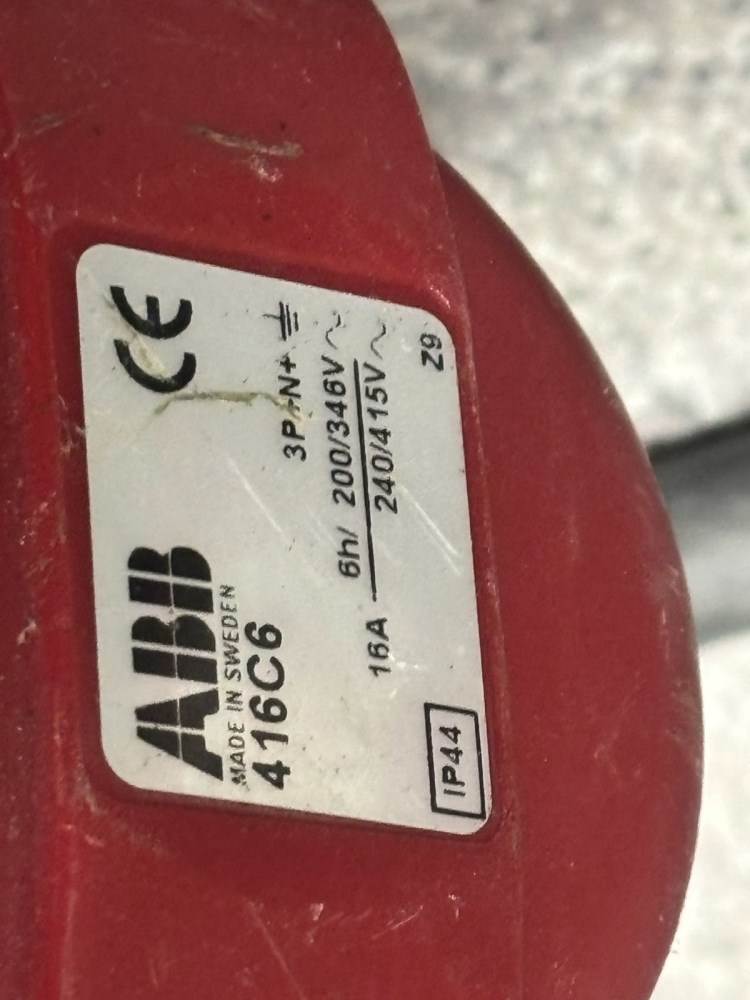 ABB
CE
MADE IN SWEDEN
416C6
3P+N+⏚
16A 6h/ 200/346V~
240/415V~
IP44
Z9